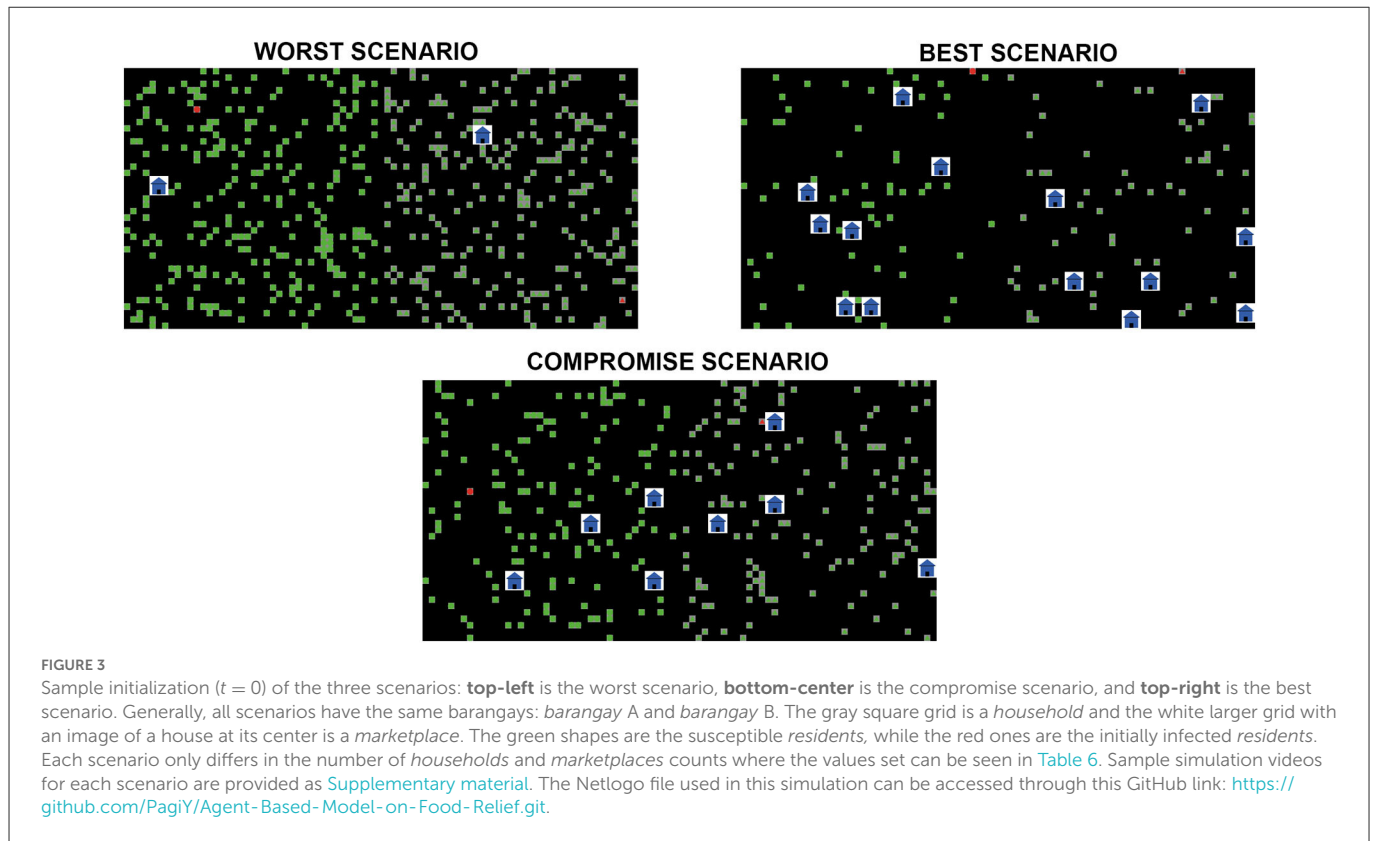 WORST SCENARIO
BEST SCENARIO
COMPROMISE SCENARIO
FIGURE 3
Sample initialization (t = 0) of the three scenarios: top-left is the worst scenario, bottom-center is the compromise scenario, and top-right is the best
scenario. Generally, all scenarios have the same barangays: barangay A and barangay B. The gray square grid is a household and the white larger grid with
an image of a house at its center is a marketplace. The green shapes are the susceptible residents, while the red ones are the initially infected residents.
Each scenario only differs in the number of households and marketplaces counts where the values set can be seen in Table 6. Sample simulation videos
for each scenario are provided as Supplementary material. The Netlogo file used in this simulation can be accessed through this GitHub link: https://
github.com/PagiY/Agent-Based-Model-on-Food-Relief.git.